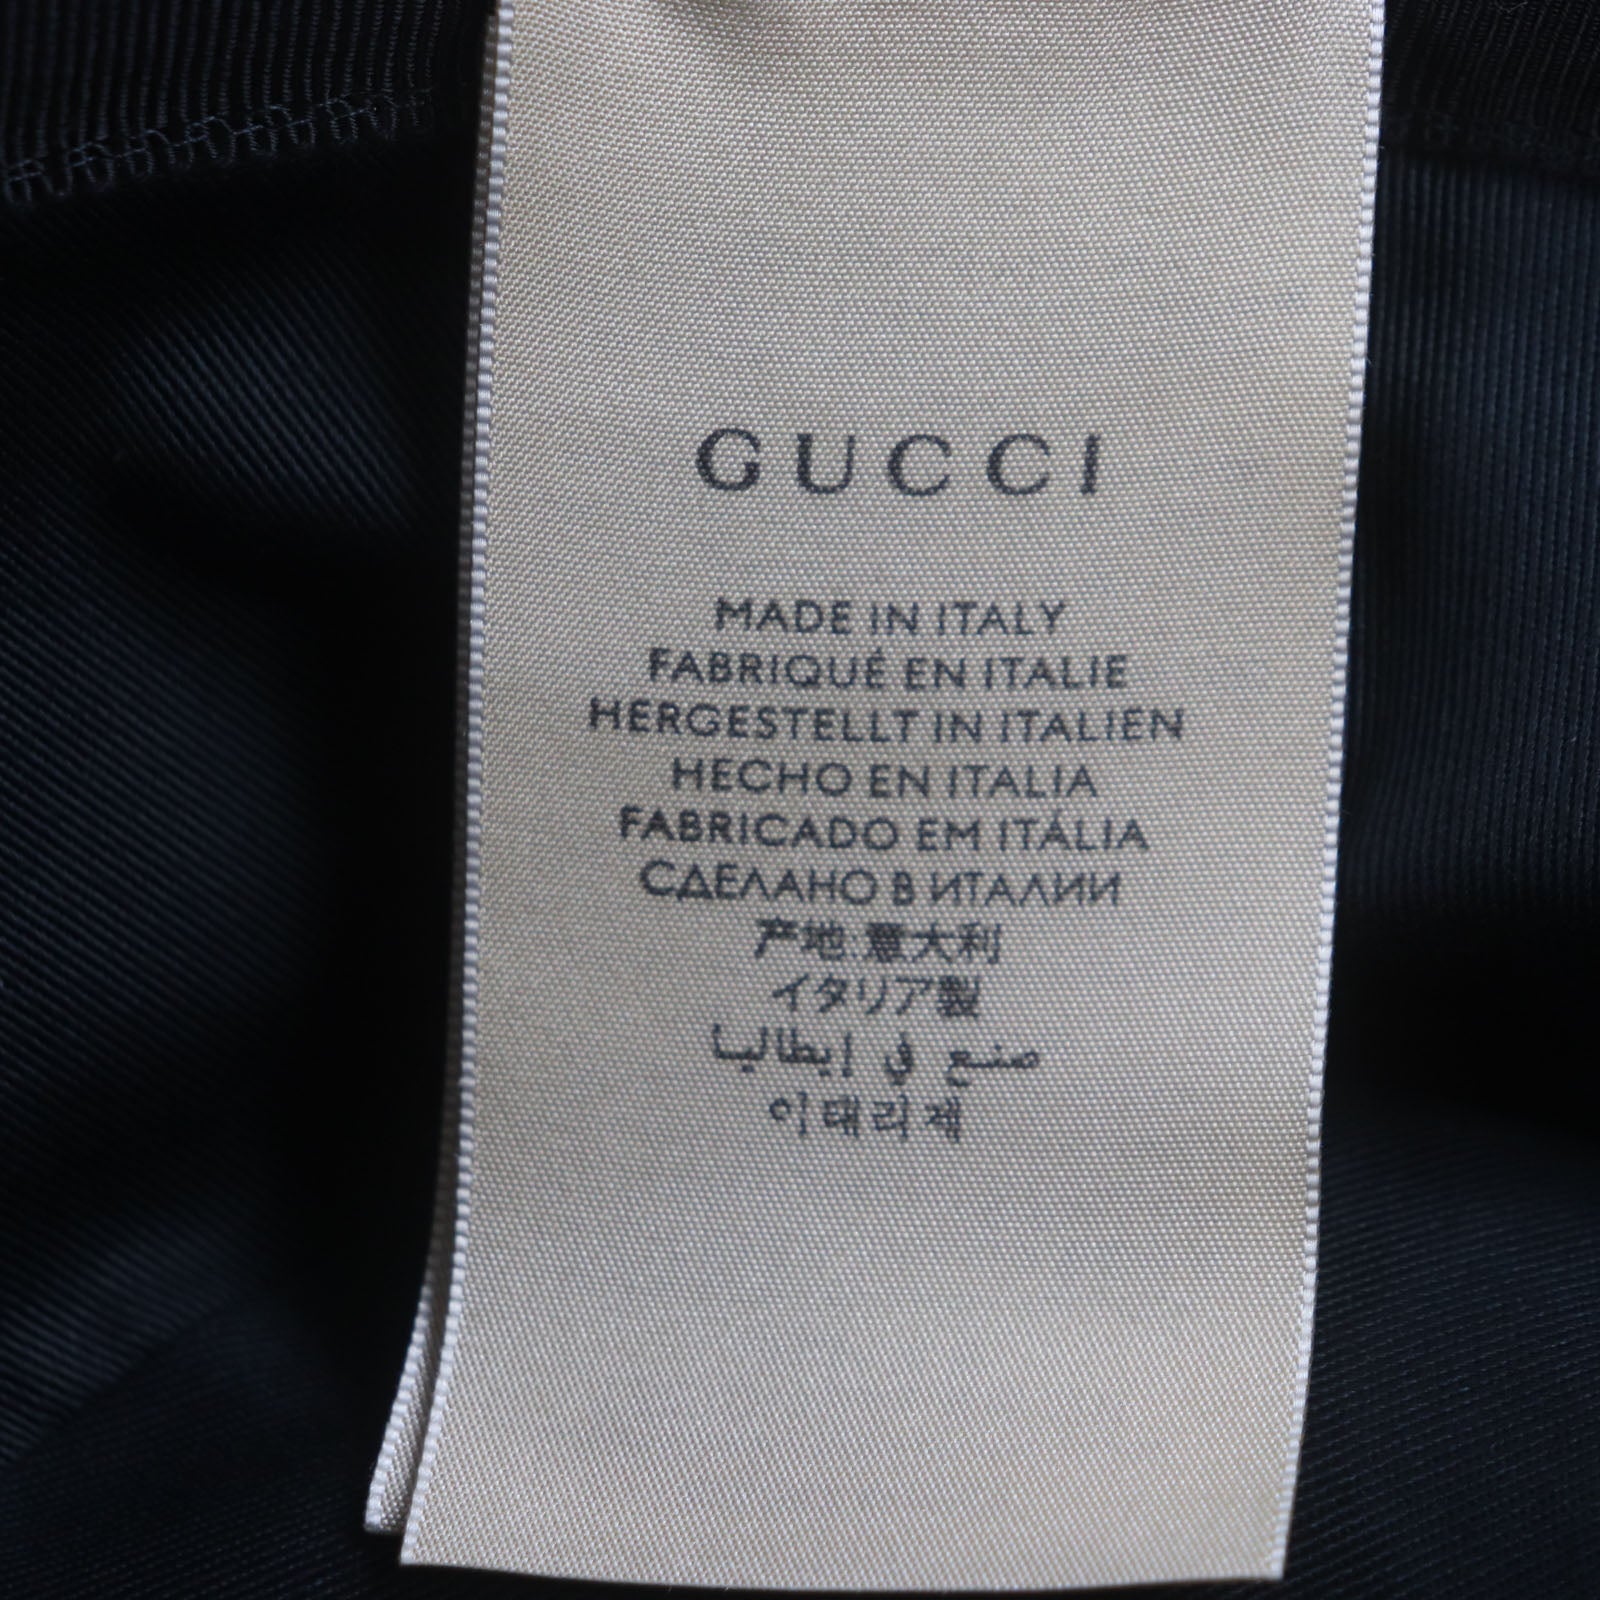 GUCCI
MADE IN ITALY
FABRIQUÉ EN ITALIE
HERGESTELLT IN ITALIEN
HECHO EN ITALIA
FABRICADO EM ITÁLIA
СДЕЛАНО В ИТАЛИИ
产地:意大利
イタリア製
صنع في إيطاليا
이태리제